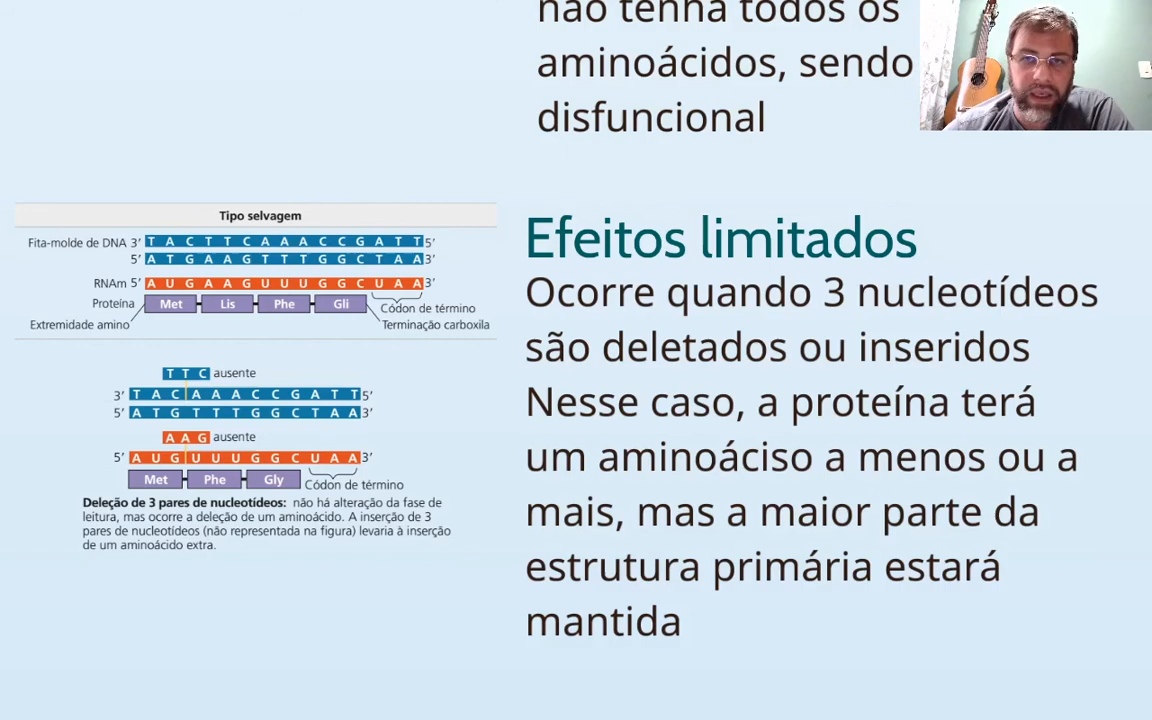 não tenha todos os
aminoácidos, sendo
disfuncional
Tipo selvagem
Fita-molde de DNA 3’ T A C T T C A A A C C G A T T 5’
5’ A T G A A G T T T G G C T A A 3’
RNAm 5’ A U G A A G U U U G G C U A A 3’
Proteína Met Lis Phe Gli Códon de término
Extremidade amino Terminação carboxila
T T C ausente
3’ T A C A A A C C G A T T 5’
5’ A T G T T T G G C T A A 3’
A A G ausente
5’ A U G U U U G G C U A A 3’
Met Phe Gly Códon de término
Deleção de 3 pares de nucleotídeos: não há alteração da fase de
leitura, mas ocorre a deleção de um aminoácido. A inserção de 3
pares de nucleotídeos (não representada na figura) levaria à inserção
de um aminoácido extra.
Efeitos limitados
Ocorre quando 3 nucleotídeos
são deletados ou inseridos
Nesse caso, a proteína terá
um aminoáciso a menos ou a
mais, mas a maior parte da
estrutura primária estará
mantida